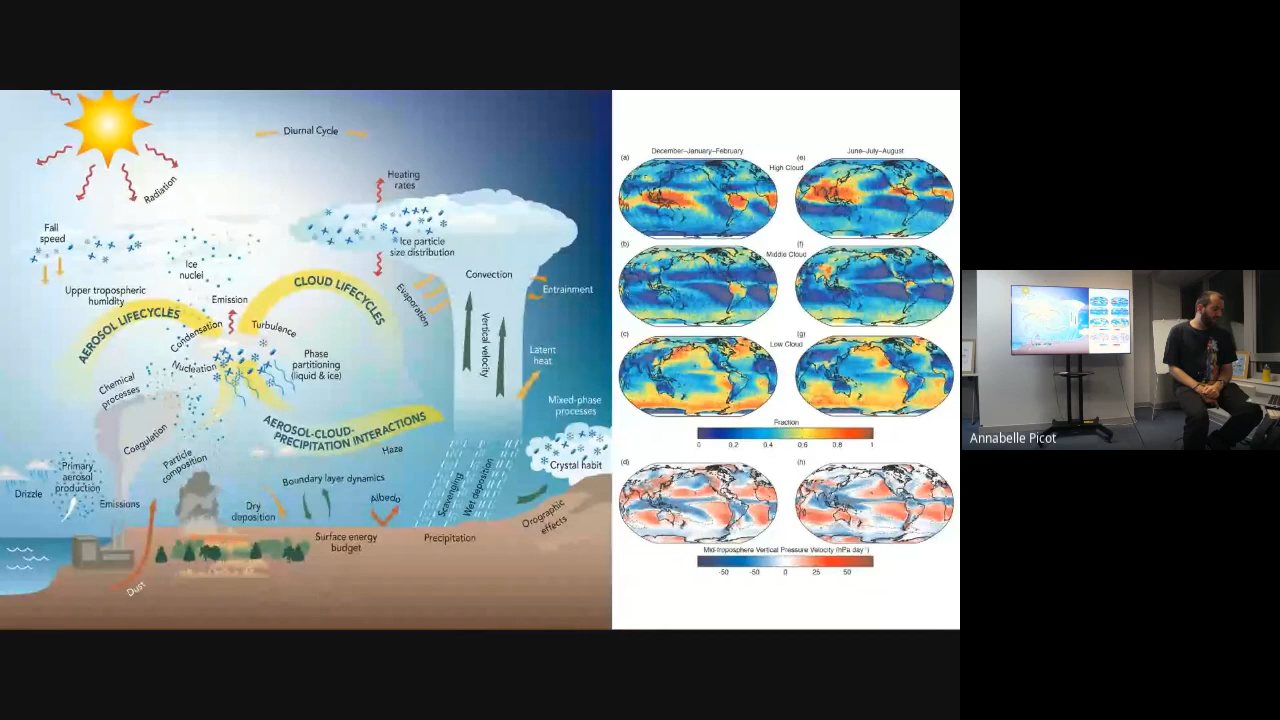 Diurnal Cycle
Radiation
Heating
rates
Fall
speed
Ice particle
size distribution
Ice
nuclei
Convection
Upper tropospheric
humidity
Emission
CLOUD LIFECYCLES
Evaporation
Entrainment
AEROSOL LIFECYCLES
Condensation
Turbulence
Vertical velocity
Nucleation
Phase
partitioning
(liquid & ice)
Latent
heat
Chemical
processes
Mixed-phase
processes
AEROSOL-CLOUD-
PRECIPITATION INTERACTIONS
Coagulation
Haze
Particle
composition
Crystal habit
Primary
aerosol
production
Drizzle
Boundary layer dynamics
Scavenging
Wet deposition
Emissions
Dry
deposition
Albedo
Orographic
effects
Surface energy
budget
Precipitation
Dust
December–January–February
June–July–August
(a)
High Cloud
(e)
(b)
Middle Cloud
(f)
(c)
Low Cloud
(g)
Fraction
0 0.2 0.4 0.6 0.8 1
(d)
(h)
Mid-troposphere Vertical Pressure Velocity (hPa day⁻¹)
-50 -50 0 25 50
Annabelle Picot